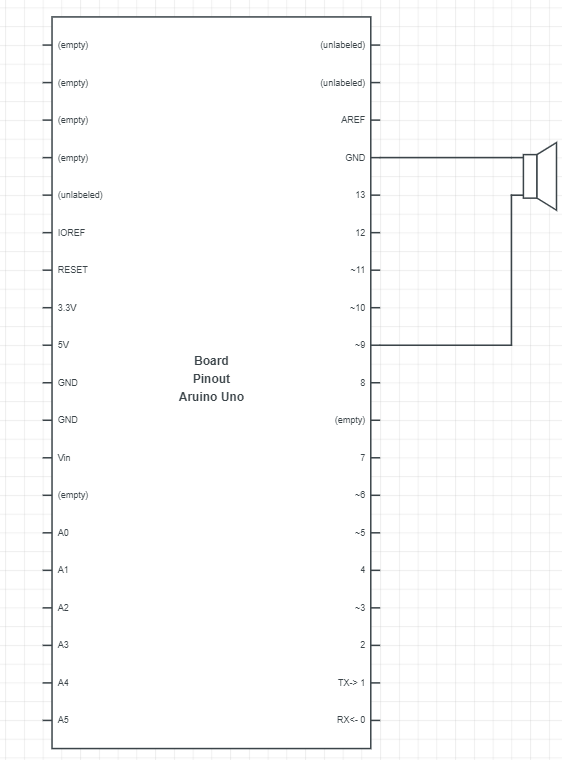 (empty)
(unlabeled)
(empty)
(unlabeled)
(empty)
AREF
(empty)
GND
(unlabeled)
13
IOREF
12
RESET
~11
3.3V
~10
5V
~9
Board
Pinout
Aruino Uno
GND
8
GND
(empty)
Vin
7
(empty)
~6
A0
~5
A1
4
A2
~3
A3
2
A4
TX-> 1
A5
RX<- 0